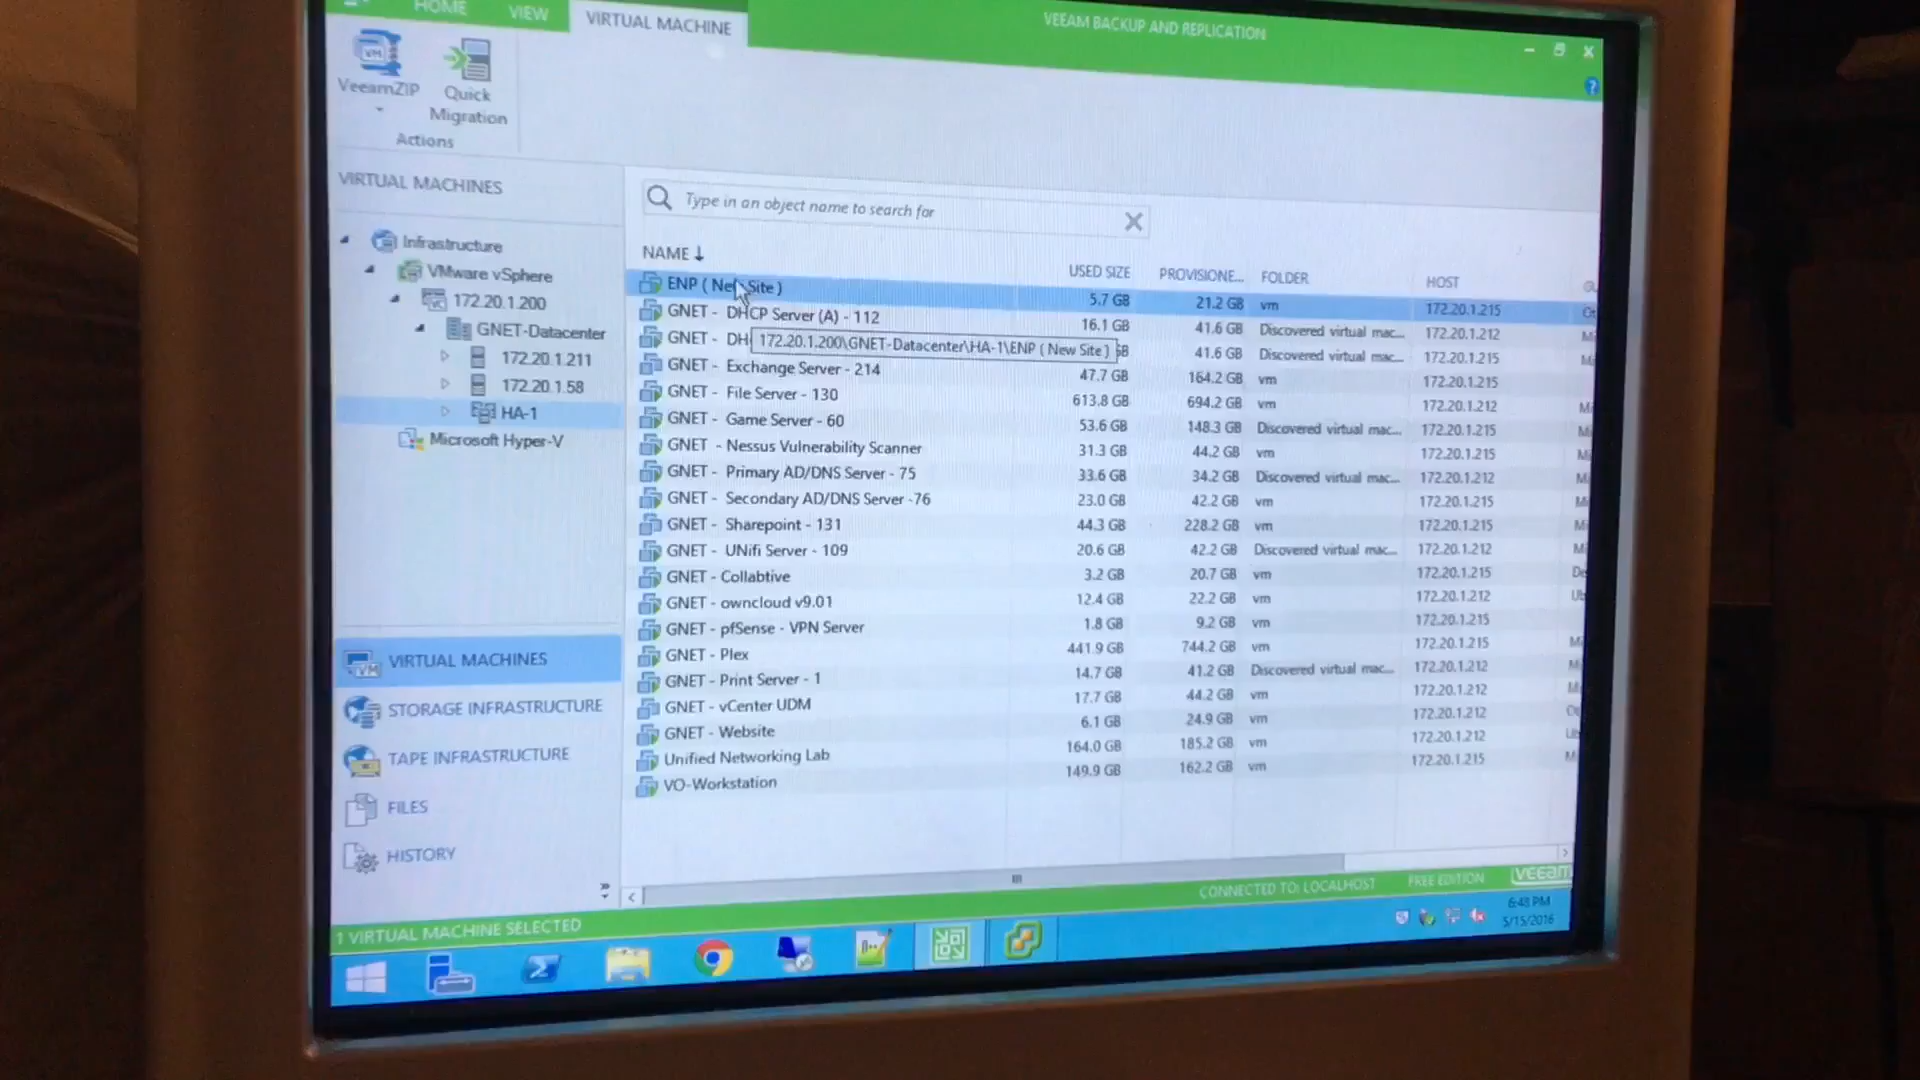 HOME VIEW VIRTUAL MACHINE VEEAM BACKUP AND REPLICATION
VeeamZIP Quick Migration
Actions
VIRTUAL MACHINES
Infrastructure
VMware vSphere
172.20.1.200
GNET-Datacenter
172.20.1.211
172.20.1.58
HA-1
Microsoft Hyper-V
VIRTUAL MACHINES
STORAGE INFRASTRUCTURE
TAPE INFRASTRUCTURE
FILES
HISTORY
Type in an object name to search for
NAME USED SIZE PROVISIONE... FOLDER HOST
ENP ( New Site ) 5.7 GB 21.2 GB vm 172.20.1.215
GNET - DHCP Server (A) - 112 16.1 GB 41.6 GB Discovered virtual mac... 172.20.1.212
GNET - DH 41.6 GB Discovered virtual mac... 172.20.1.215
172.20.1.200\GNET-Datacenter\HA-1\ENP ( New Site )
GNET - Exchange Server - 214 47.7 GB 164.2 GB vm 172.20.1.215
GNET - File Server - 130 613.8 GB 694.2 GB vm 172.20.1.212
GNET - Game Server - 60 53.6 GB 148.3 GB Discovered virtual mac... 172.20.1.215
GNET - Nessus Vulnerability Scanner 31.3 GB 44.2 GB vm 172.20.1.215
GNET - Primary AD/DNS Server - 75 33.6 GB 34.2 GB Discovered virtual mac... 172.20.1.212
GNET - Secondary AD/DNS Server -76 23.0 GB 42.2 GB vm 172.20.1.215
GNET - Sharepoint - 131 44.3 GB 228.2 GB vm 172.20.1.215
GNET - UNifi Server - 109 20.6 GB 42.2 GB Discovered virtual mac... 172.20.1.212
GNET - Collabtive 3.2 GB 20.7 GB vm 172.20.1.215
GNET - owncloud v9.01 12.4 GB 22.2 GB vm 172.20.1.212
GNET - pfSense - VPN Server 1.8 GB 9.2 GB vm 172.20.1.215
GNET - Plex 441.9 GB 744.2 GB vm 172.20.1.215
GNET - Print Server - 1 14.7 GB 41.2 GB Discovered virtual mac... 172.20.1.212
GNET - vCenter UDM 17.7 GB 44.2 GB vm 172.20.1.212
GNET - Website 6.1 GB 24.9 GB vm 172.20.1.212
Unified Networking Lab 164.0 GB 185.2 GB vm 172.20.1.212
VO-Workstation 149.9 GB 162.2 GB vm 172.20.1.215
1 VIRTUAL MACHINE SELECTED CONNECTED TO: LOCALHOST FREE EDITION VEEAM
6:48 PM
5/15/2016